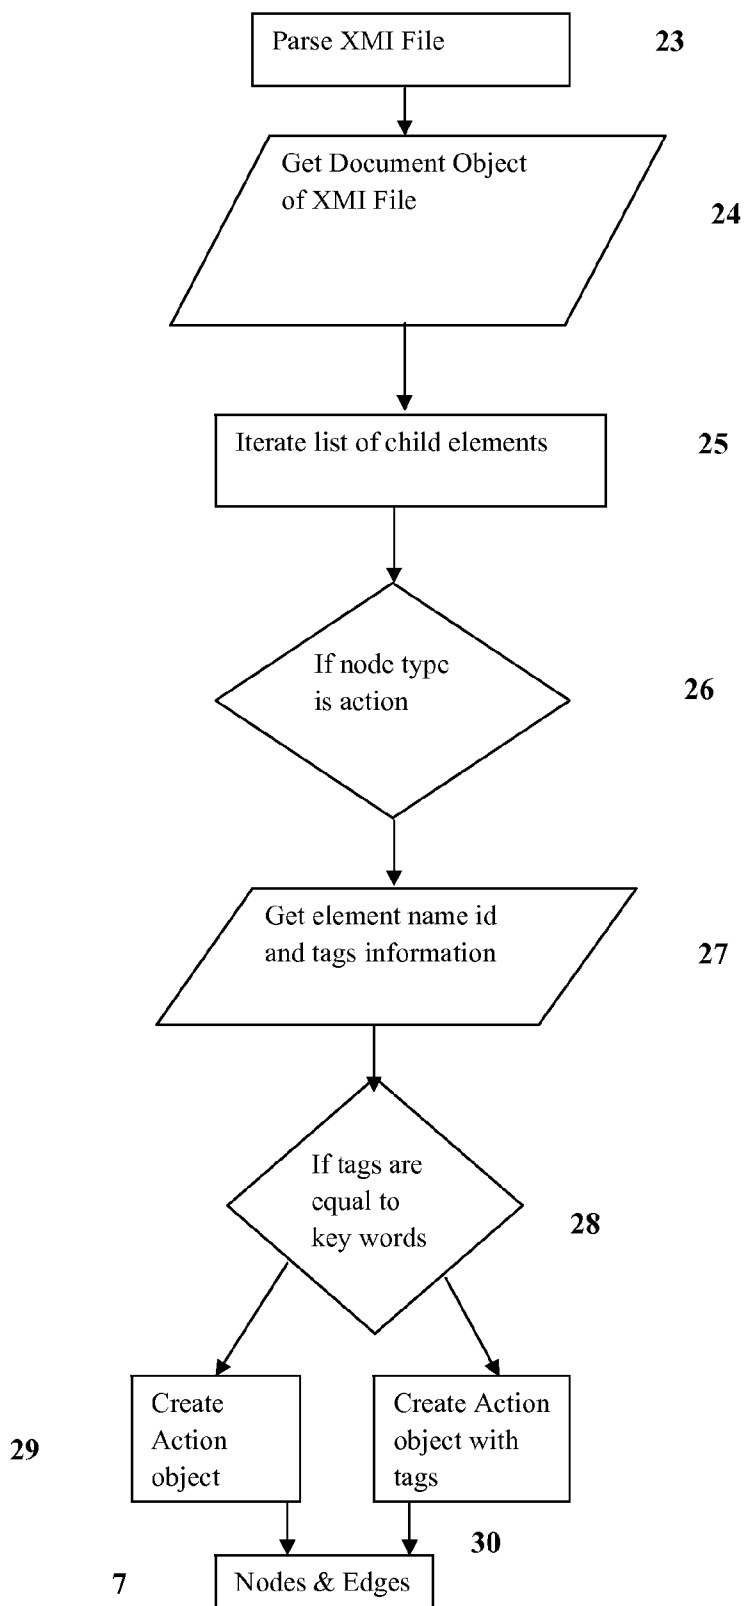 Parse XMI File
23
Get Document Object
of XMI File
24
Iterate list of child elements
25
If node type
is action
26
Get element name id
and tags information
27
If tags are
equal to
key words
28
Create
Action
object
29
Create Action
object with
tags
30
Nodes & Edges
7